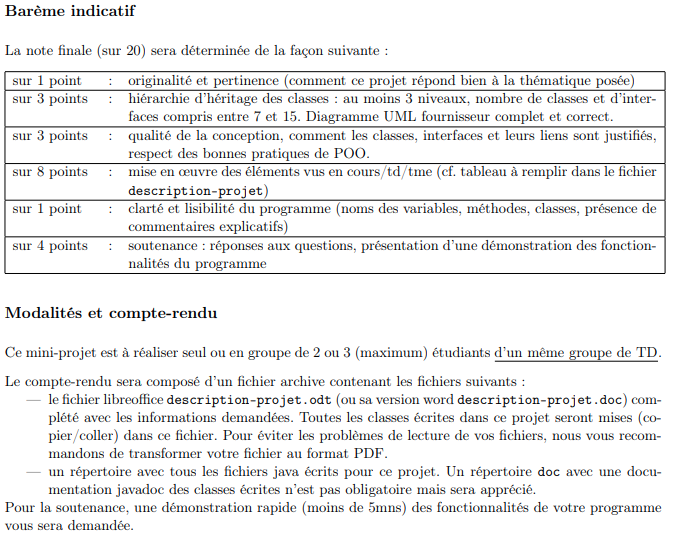 Barème indicatif
La note finale (sur 20) sera déterminée de la façon suivante :
sur 1 point : originalité et pertinence (comment ce projet répond bien à la thématique posée)
sur 3 points : hiérarchie d'héritage des classes : au moins 3 niveaux, nombre de classes et d'inter-
faces compris entre 7 et 15. Diagramme UML fournisseur complet et correct.
sur 3 points : qualité de la conception, comment les classes, interfaces et leurs liens sont justifiés,
respect des bonnes pratiques de POO.
sur 8 points : mise en œuvre des éléments vus en cours/td/tme (cf. tableau à remplir dans le fichier
description-projet)
sur 1 point : clarté et lisibilité du programme (noms des variables, méthodes, classes, présence de
commentaires explicatifs)
sur 4 points : soutenance : réponses aux questions, présentation d'une démonstration des fonction-
nalités du programme
Modalités et compte-rendu
Ce mini-projet est à réaliser seul ou en groupe de 2 ou 3 (maximum) étudiants d'un même groupe de TD.
Le compte-rendu sera composé d'un fichier archive contenant les fichiers suivants :
— le fichier libreoffice description-projet.odt (ou sa version word description-projet.doc) com-
plété avec les informations demandées. Toutes les classes écrites dans ce projet seront mises (co-
pier/coller) dans ce fichier. Pour éviter les problèmes de lecture de vos fichiers, nous vous recom-
mandons de transformer votre fichier au format PDF.
— un répertoire avec tous les fichiers java écrits pour ce projet. Un répertoire doc avec une docu-
mentation javadoc des classes écrites n'est pas obligatoire mais sera apprécié.
Pour la soutenance, une démonstration rapide (moins de 5mns) des fonctionnalités de votre programme
vous sera demandée.